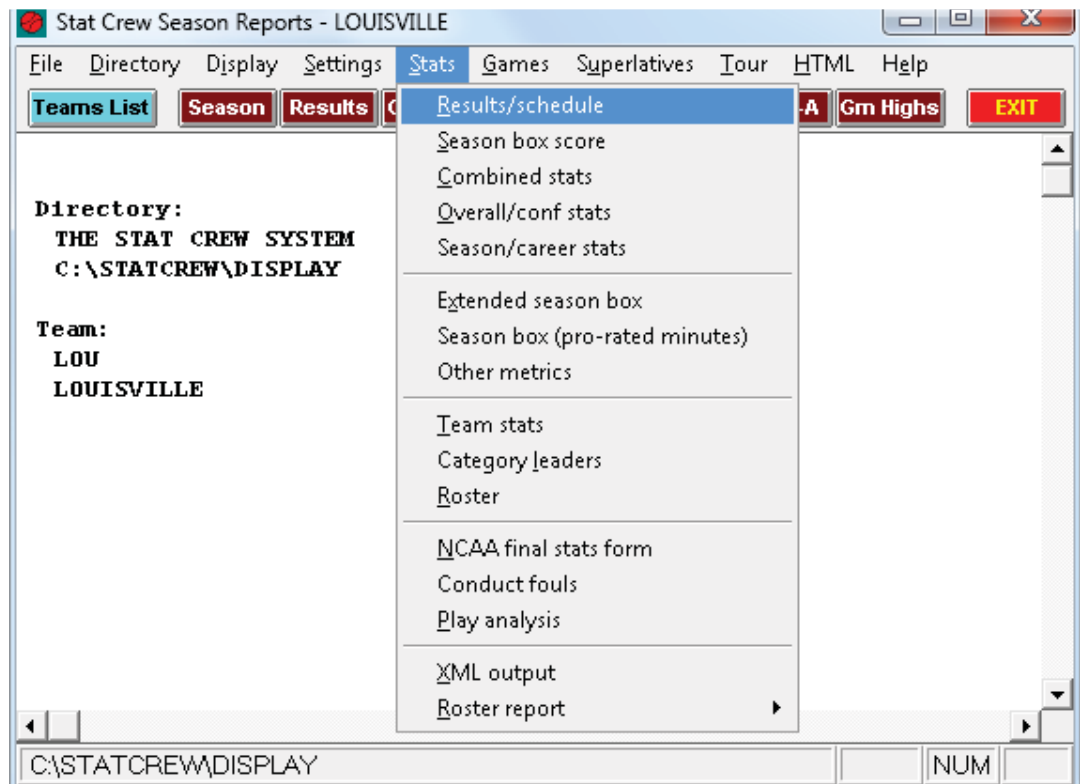 Stat Crew Season Reports - LOUISVILLE
File Directory Display Settings Stats Games Superlatives Tour HTML Help
Teams List Season Results -A Gm Highs EXIT
Results/schedule
Season box score
Combined stats
Overall/conf stats
Season/career stats
Extended season box
Season box (pro-rated minutes)
Other metrics
Team stats
Category leaders
Roster
NCAA final stats form
Conduct fouls
Play analysis
XML output
Roster report
Directory:
THE STAT CREW SYSTEM
C:\STATCREW\DISPLAY
Team:
LOU
LOUISVILLE
C:\STATCREW\DISPLAY NUM